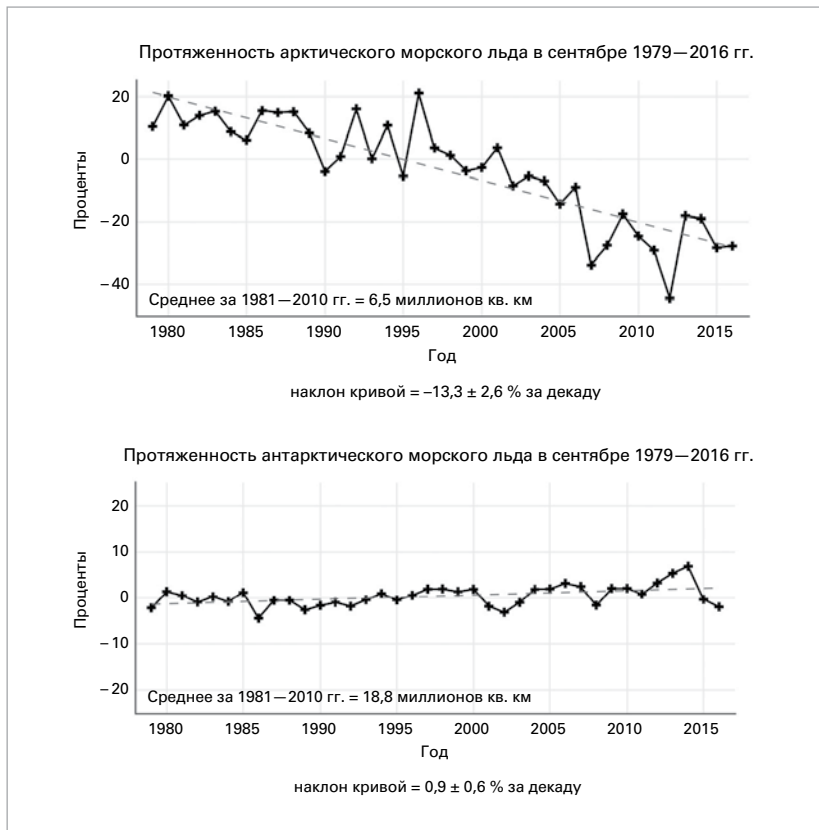 Протяженность арктического морского льда в сентябре 1979—2016 гг.
20
0
−20
−40
Проценты
Среднее за 1981—2010 гг. = 6,5 миллионов кв. км
1980 1985 1990 1995 2000 2005 2010 2015
Год
наклон кривой = –13,3 ± 2,6 % за декаду
Протяженность антарктического морского льда в сентябре 1979—2016 гг.
20
10
0
−10
−20
Проценты
Среднее за 1981—2010 гг. = 18,8 миллионов кв. км
1980 1985 1990 1995 2000 2005 2010 2015
Год
наклон кривой = 0,9 ± 0,6 % за декаду